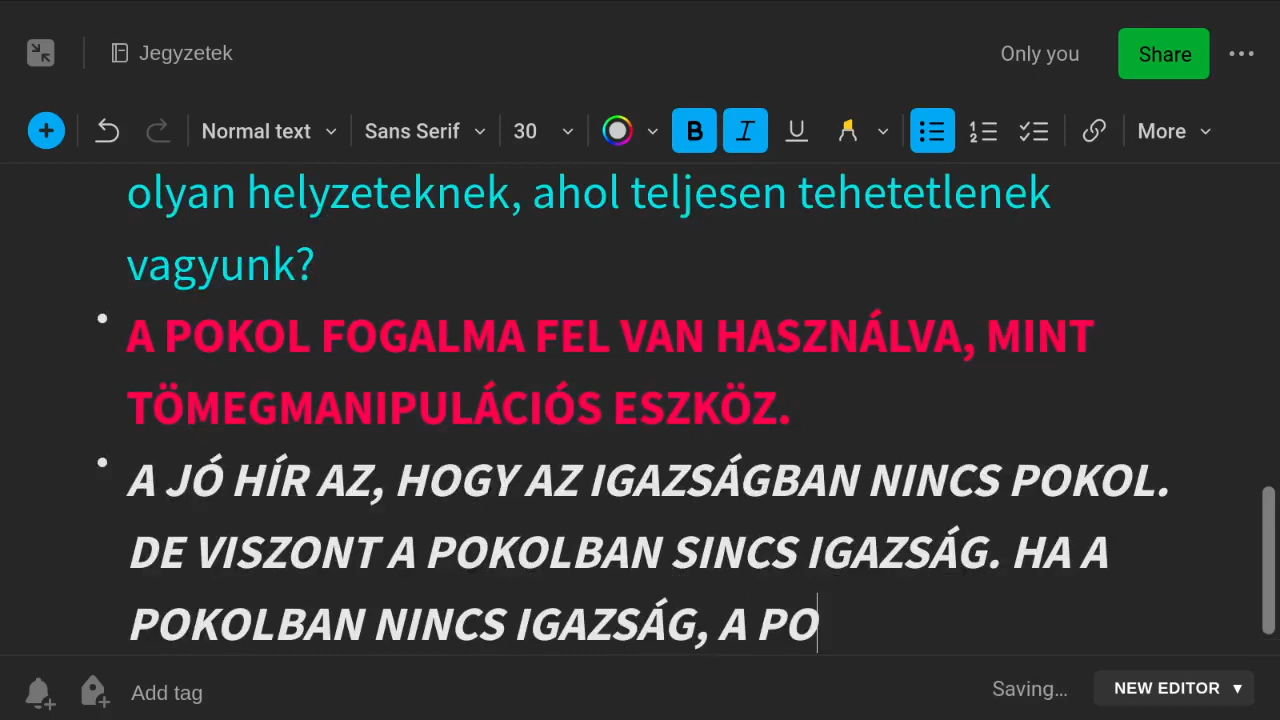 Jegyzetek
Only you
Share
Normal text
Sans Serif
30
B
I
U
More
olyan helyzeteknek, ahol teljesen tehetetlenek
vagyunk?
A POKOL FOGALMA FEL VAN HASZNÁLVA, MINT
TÖMEGMANIPULÁCIÓS ESZKÖZ.
A JÓ HÍR AZ, HOGY AZ IGAZSÁGBAN NINCS POKOL.
DE VISZONT A POKOLBAN SINCS IGAZSÁG. HA A
POKOLBAN NINCS IGAZSÁG, A PO
Add tag
Saving...
NEW EDITOR